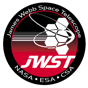 James Webb Space Telescope
JWST
NASA • ESA • CSA